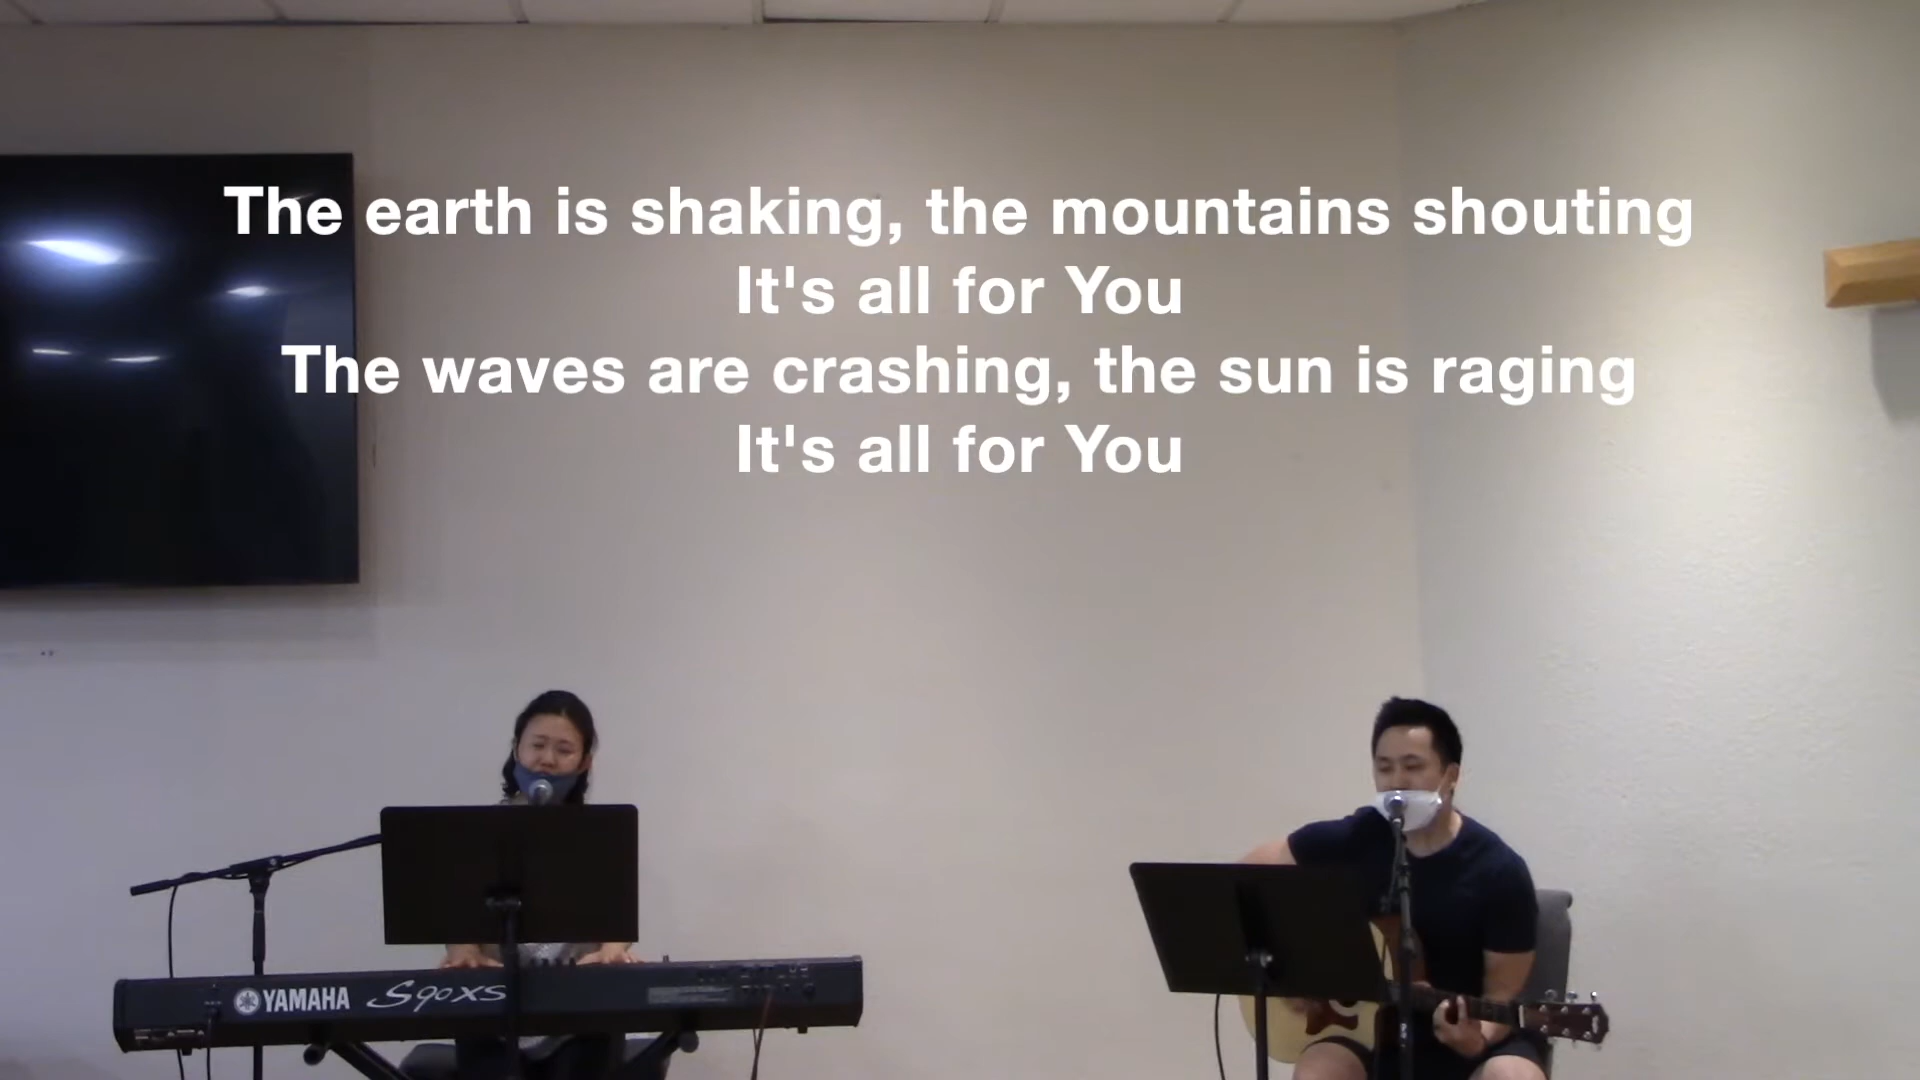 The earth is shaking, the mountains shouting
It's all for You
The waves are crashing, the sun is raging
It's all for You
YAMAHA S90XS